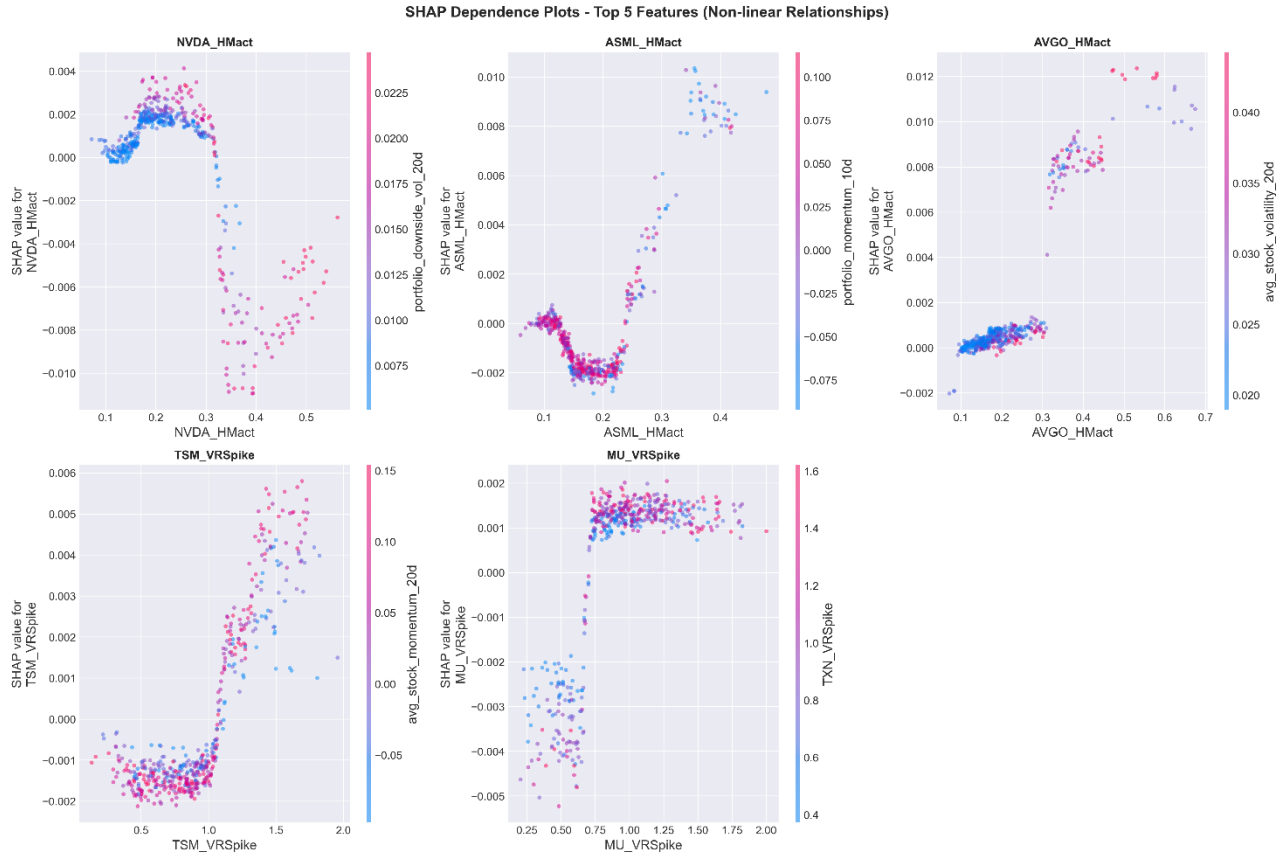 SHAP Dependence Plots - Top 5 Features (Non-linear Relationships)
NVDA_HMact
0.004
0.002
0.000
−0.002
−0.004
−0.006
−0.008
−0.010
SHAP value for
NVDA_HMact
0.1 0.2 0.3 0.4 0.5
NVDA_HMact
0.0225
0.0200
0.0175
0.0150
0.0125
0.0100
0.0075
portfolio_downside_vol_20d
ASML_HMact
0.010
0.008
0.006
0.004
0.002
0.000
−0.002
SHAP value for
ASML_HMact
0.1 0.2 0.3 0.4
ASML_HMact
0.100
0.075
0.050
0.025
0.000
−0.025
−0.050
−0.075
portfolio_momentum_10d
AVGO_HMact
0.012
0.010
0.008
0.006
0.004
0.002
0.000
−0.002
SHAP value for
AVGO_HMact
0.1 0.2 0.3 0.4 0.5 0.6 0.7
AVGO_HMact
0.040
0.035
0.030
0.025
0.020
avg_stock_volatility_20d
TSM_VRSpike
0.006
0.005
0.004
0.003
0.002
0.001
0.000
−0.001
−0.002
SHAP value for
TSM_VRSpike
0.5 1.0 1.5 2.0
TSM_VRSpike
0.15
0.10
0.05
0.00
−0.05
avg_stock_momentum_20d
MU_VRSpike
0.002
0.001
0.000
−0.001
−0.002
−0.003
−0.004
−0.005
SHAP value for
MU_VRSpike
0.25 0.50 0.75 1.00 1.25 1.50 1.75 2.00
MU_VRSpike
1.6
1.4
1.2
1.0
0.8
0.6
0.4
TXN_VRSpike